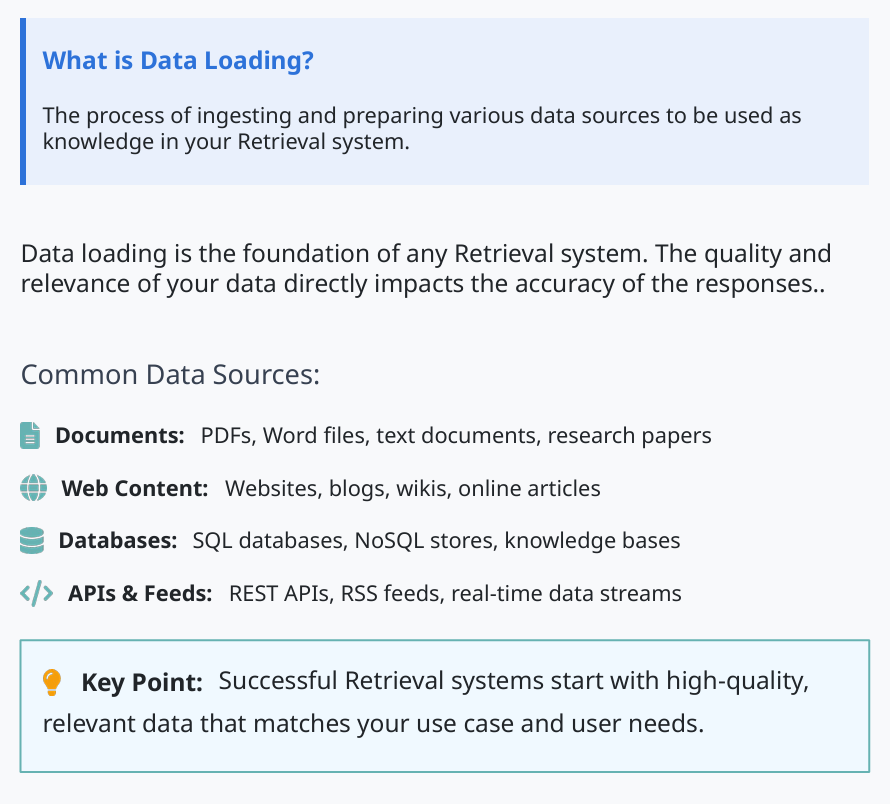 What is Data Loading?
The process of ingesting and preparing various data sources to be used as
knowledge in your Retrieval system.
Data loading is the foundation of any Retrieval system. The quality and
relevance of your data directly impacts the accuracy of the responses..
Common Data Sources:
Documents: PDFs, Word files, text documents, research papers
Web Content: Websites, blogs, wikis, online articles
Databases: SQL databases, NoSQL stores, knowledge bases
APIs & Feeds: REST APIs, RSS feeds, real-time data streams
Key Point: Successful Retrieval systems start with high-quality,
relevant data that matches your use case and user needs.